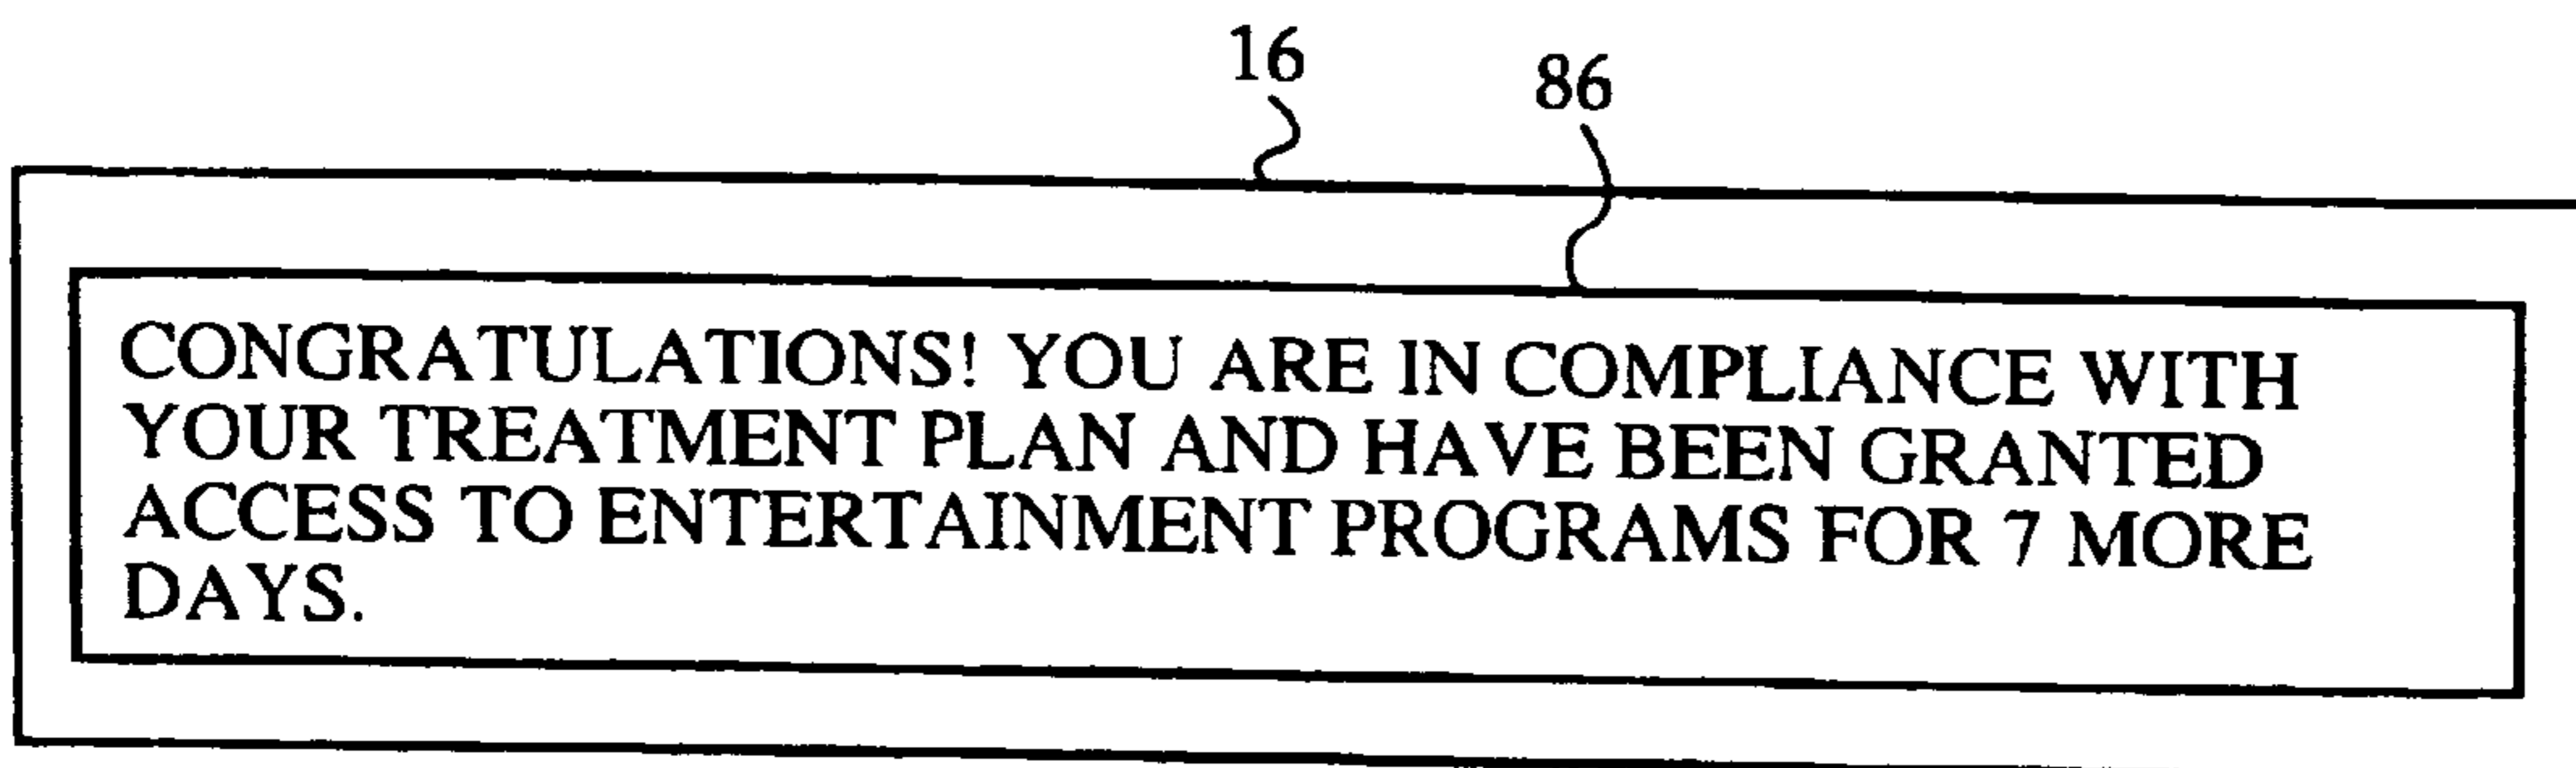 16
86
CONGRATULATIONS! YOU ARE IN COMPLIANCE WITH
YOUR TREATMENT PLAN AND HAVE BEEN GRANTED
ACCESS TO ENTERTAINMENT PROGRAMS FOR 7 MORE
DAYS.